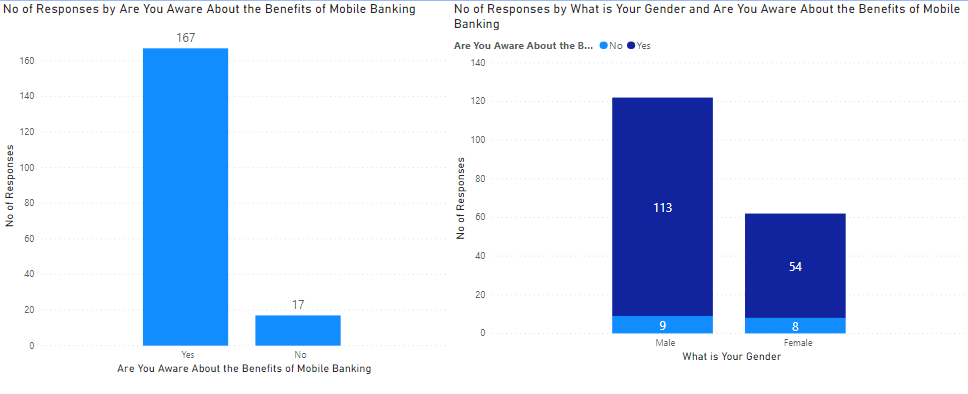 No of Responses by Are You Aware About the Benefits of Mobile Banking
167
17
160
140
120
100
80
60
40
20
0
No of Responses
Yes
No
Are You Aware About the Benefits of Mobile Banking
No of Responses by What is Your Gender and Are You Aware About the Benefits of Mobile
Banking
Are You Aware About the B... No Yes
140
120
100
80
60
40
20
0
No of Responses
113
54
9
8
Male
Female
What is Your Gender